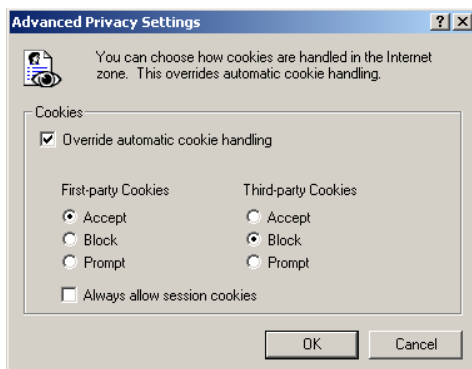 Advanced Privacy Settings
You can choose how cookies are handled in the Internet
zone. This overrides automatic cookie handling.
Cookies
Override automatic cookie handling
First-party Cookies Third-party Cookies
Accept Accept
Block Block
Prompt Prompt
Always allow session cookies
OK Cancel